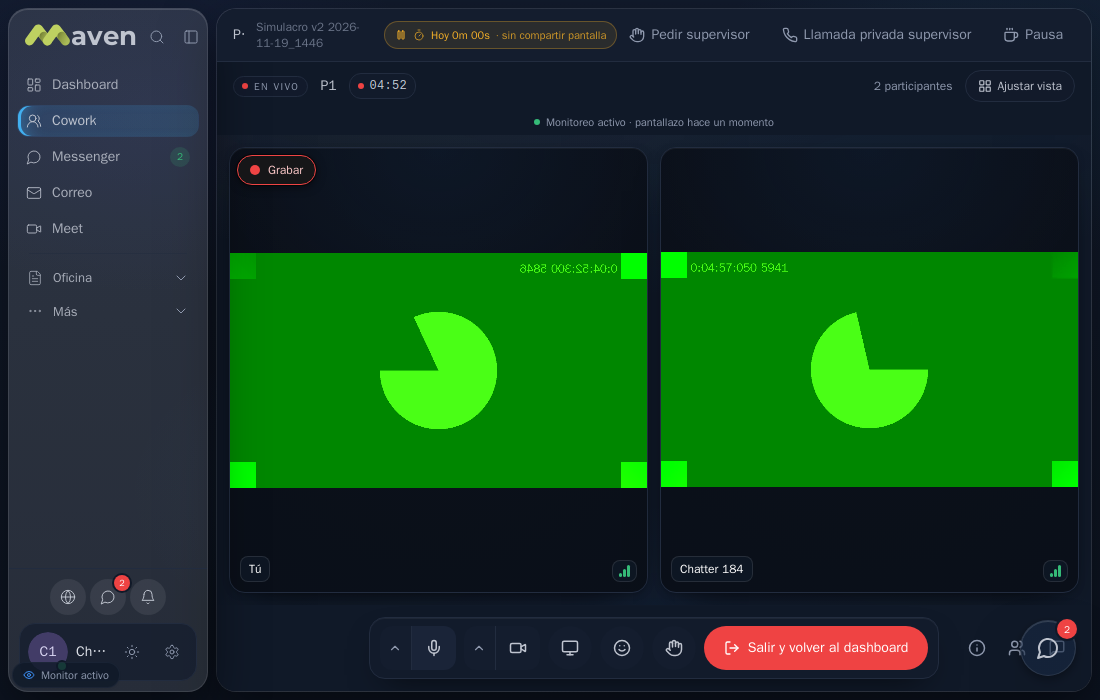 Maven
Dashboard
Cowork
Messenger 2
Correo
Meet
Oficina
Más
2
C1 Ch···
Monitor activo
P· Simulacro v2 2026-
11-19_1446
Hoy 0m 00s · sin compartir pantalla
Pedir supervisor
Llamada privada supervisor
Pausa
EN VIVO P1 04:52
2 participantes
Ajustar vista
Monitoreo activo · pantallazo hace un momento
Grabar
0:04:52:300 5846
Tú
0:04:57:050 5941
Chatter 184
Salir y volver al dashboard
2